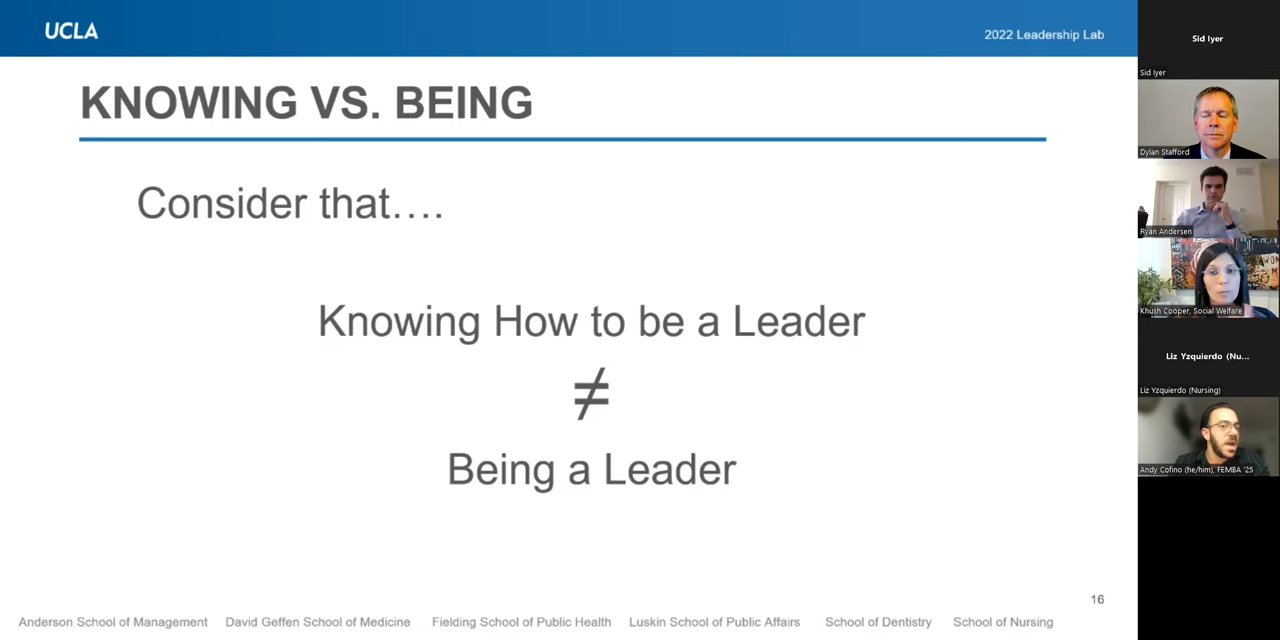 UCLA
2022 Leadership Lab
KNOWING VS. BEING
Consider that....
Knowing How to be a Leader
≠
Being a Leader
16
Anderson School of Management David Geffen School of Medicine Fielding School of Public Health Luskin School of Public Affairs School of Dentistry School of Nursing
Sid Iyer
Sid Iyer
Dylan Stafford
Ryan Andersen
Khush Cooper, Social Welfare
Liz Yzquierdo (Nu...
Liz Yzquierdo (Nursing)
Andy Cofino (he/him), FEMBA '25